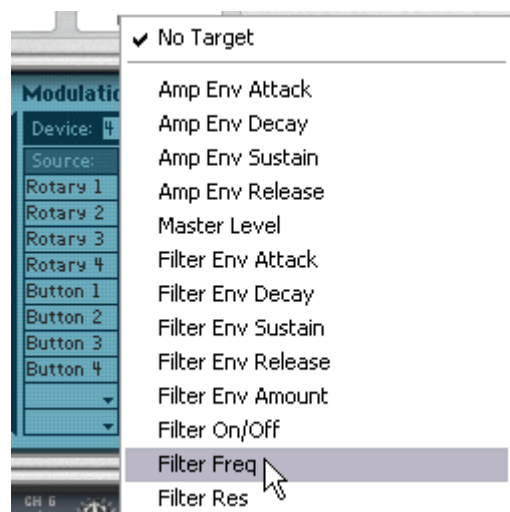 ✔ No Target
Modulatio
Device: 4
Source:
Rotary 1
Rotary 2
Rotary 3
Rotary 4
Button 1
Button 2
Button 3
Button 4
CH 6
Amp Env Attack
Amp Env Decay
Amp Env Sustain
Amp Env Release
Master Level
Filter Env Attack
Filter Env Decay
Filter Env Sustain
Filter Env Release
Filter Env Amount
Filter On/Off
Filter Freq
Filter Res